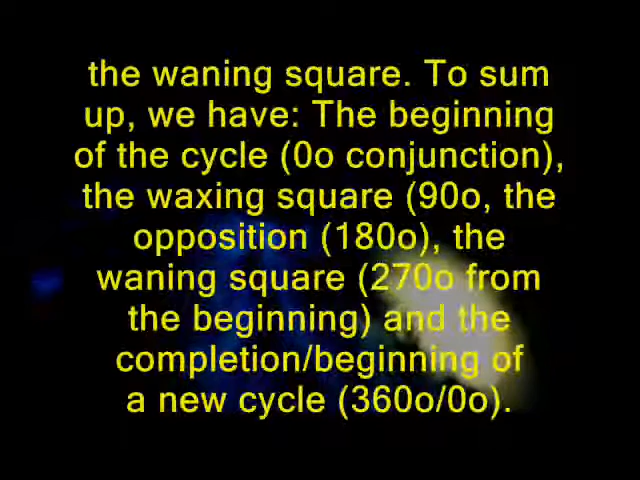 the waning square. To sum
up, we have: The beginning
of the cycle (0o conjunction),
the waxing square (90o, the
opposition (180o), the
waning square (270o from
the beginning) and the
completion/beginning of
a new cycle (360o/0o).